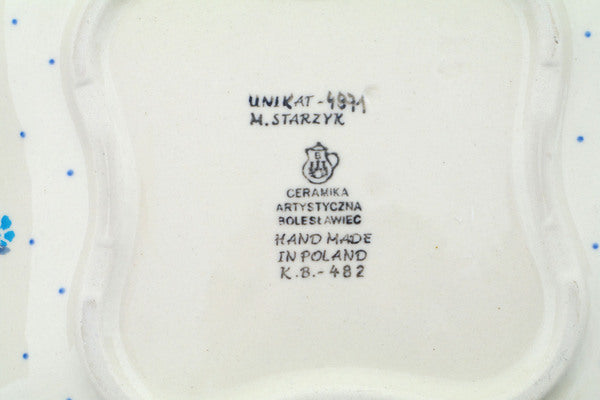 UNIKAT-4971
M. STARZYK
CERAMIKA
ARTYSTYCZNA
BOLESŁAWIEC
HAND MADE
IN POLAND
K.B.-482